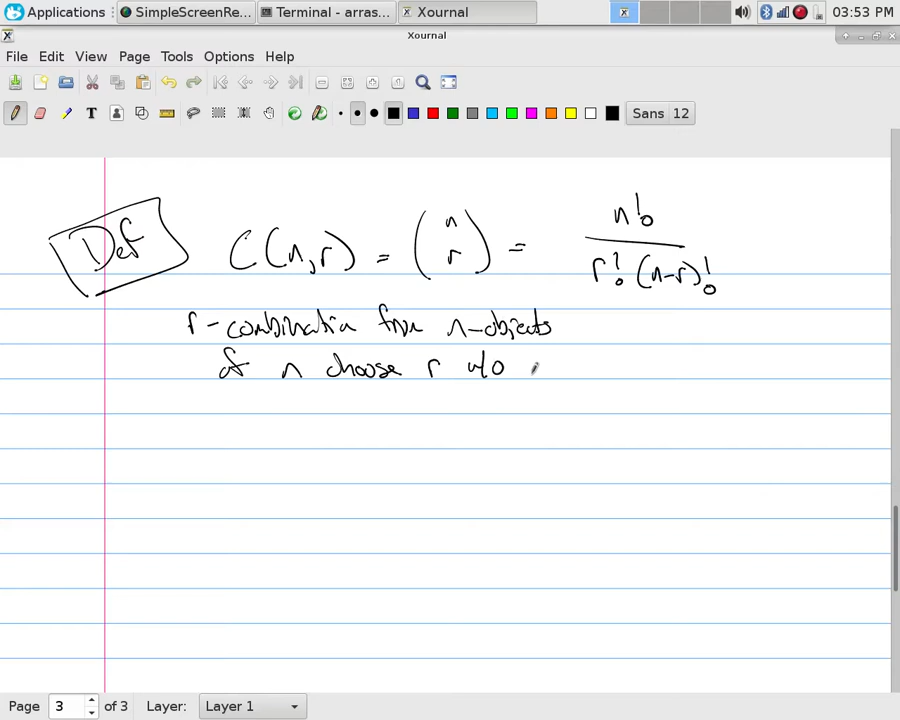 Applications SimpleScreenRe... Terminal - arras... Xournal 03:53 PM
Xournal
File Edit View Page Tools Options Help
T Sans 12
Def C(n,r) = (n r) = n! / r!(n-r)!
r-combination from n-objects
n choose r w/o
Page 3 of 3 Layer: Layer 1